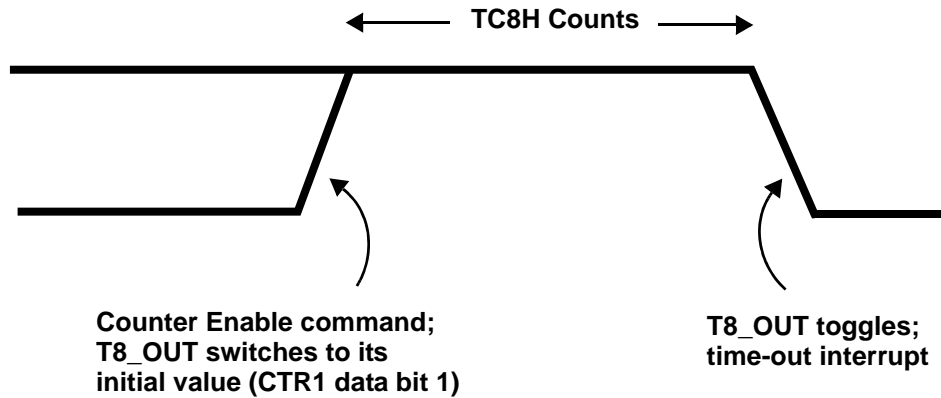 TC8H Counts
Counter Enable command;
T8_OUT switches to its
initial value (CTR1 data bit 1)
T8_OUT toggles;
time-out interrupt